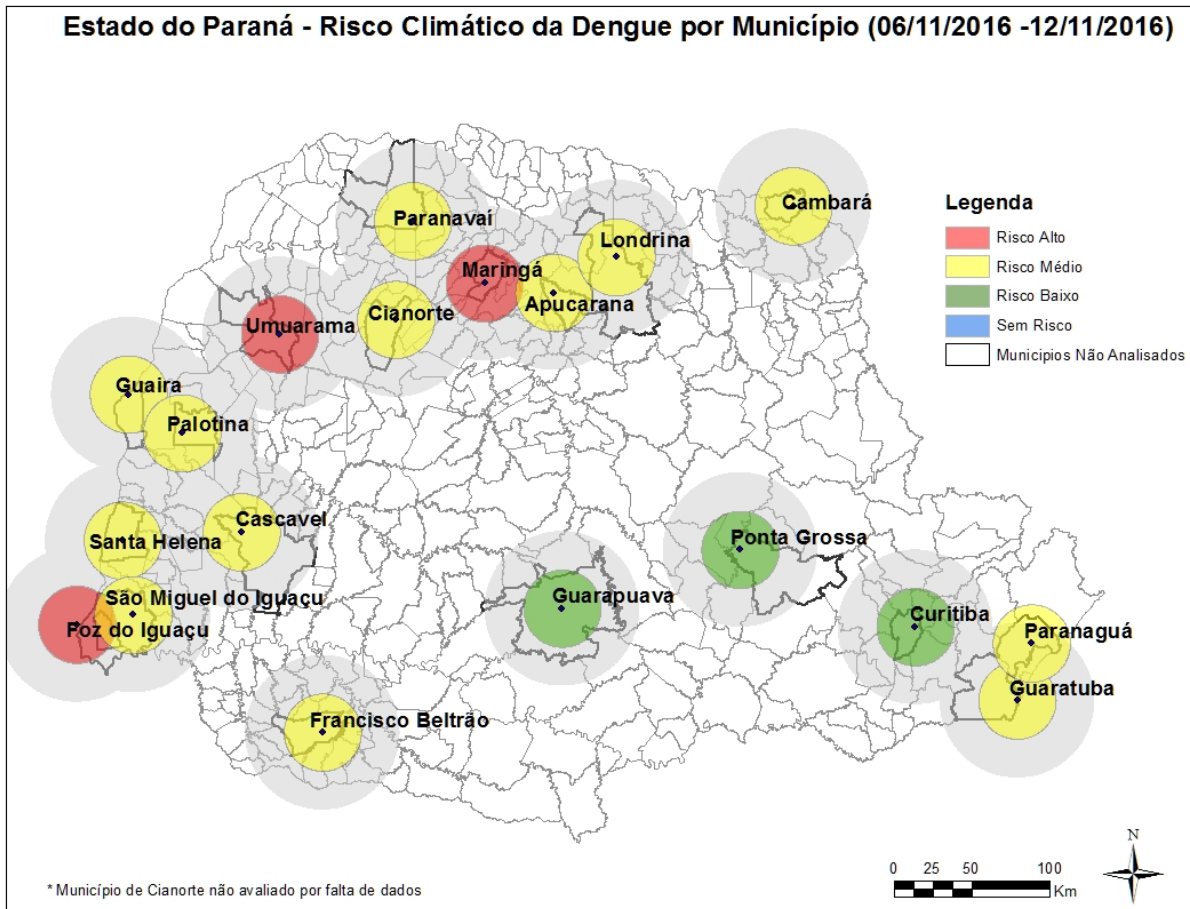 Estado do Paraná - Risco Climático da Dengue por Município (06/11/2016 -12/11/2016)
Cambará
Paranavaí
Londrina
Maringá
Apucarana
Cianorte
Umuarama
Guaira
Palotina
Cascavel
Santa Helena
São Miguel do Iguaçu
Foz do Iguaçu
Francisco Beltrão
Guarapuava
Ponta Grossa
Curitiba
Paranaguá
Guaratuba
Legenda
Risco Alto
Risco Médio
Risco Baixo
Sem Risco
Municipios Não Analisados
* Município de Cianorte não avaliado por falta de dados
0 25 50 100
Km
N